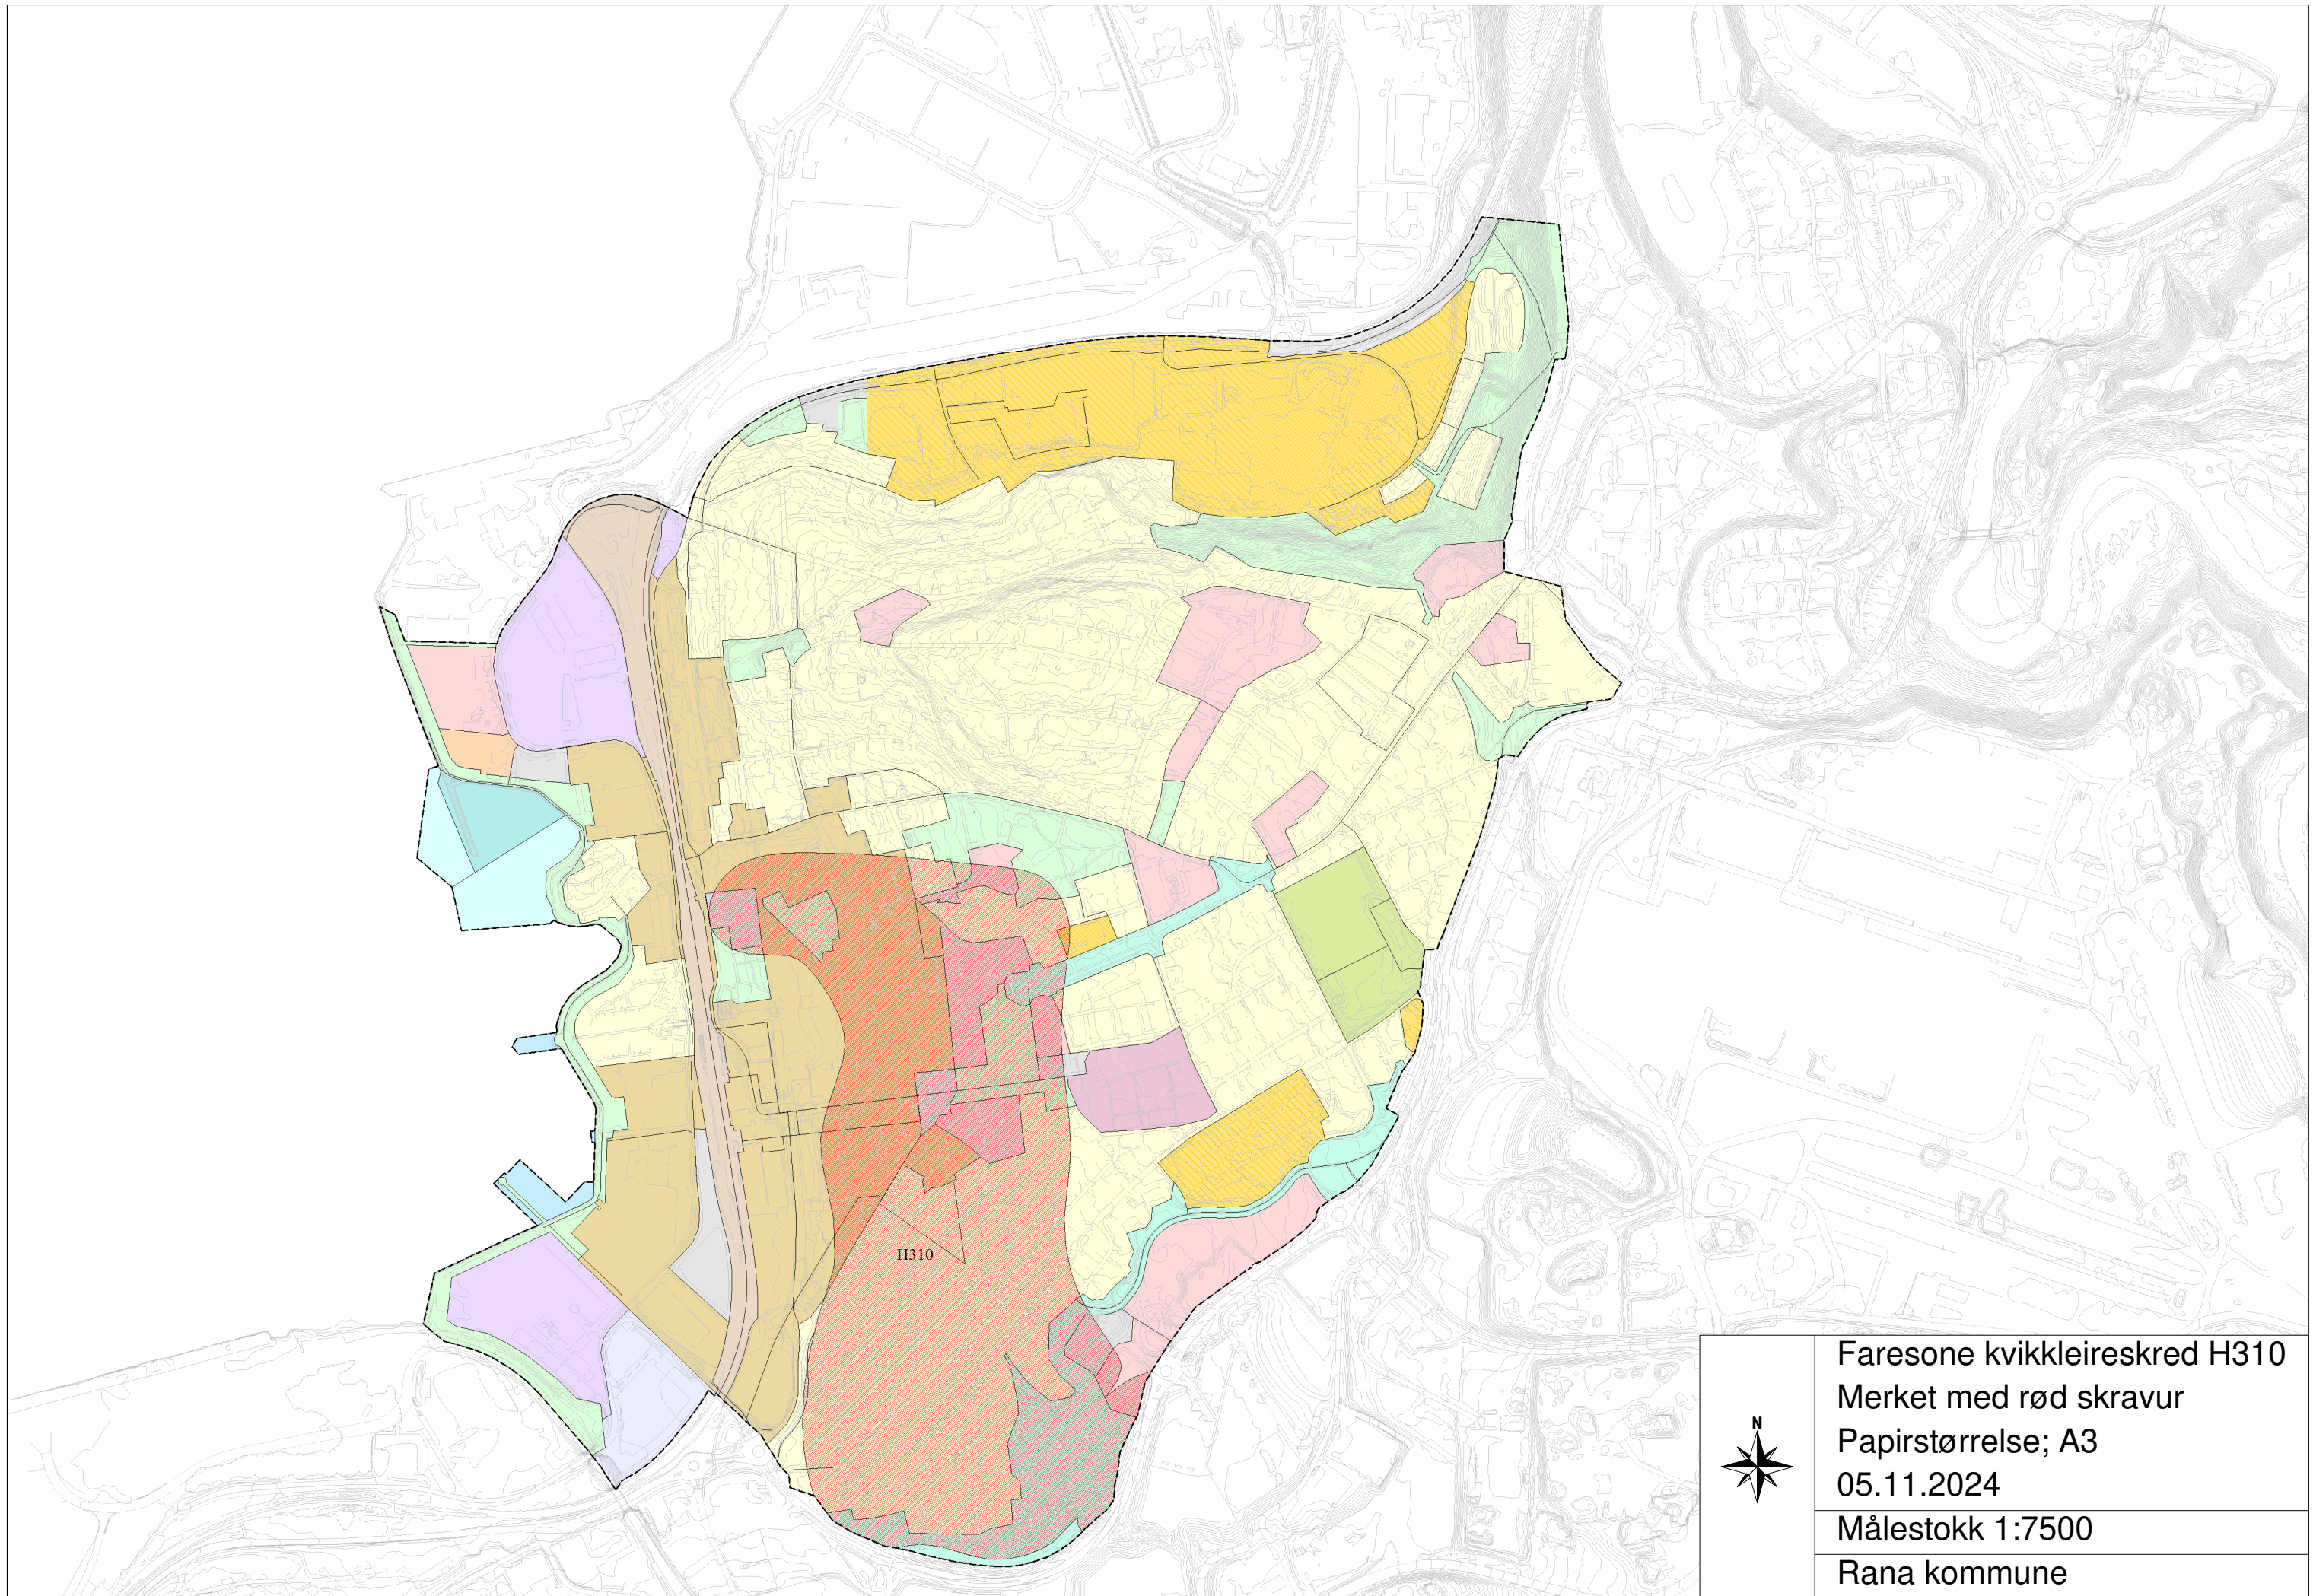 H310
N
Faresone kvikkleireskred H310
Merket med rød skravur
Papirstørrelse; A3
05.11.2024
Målestokk 1:7500
Rana kommune